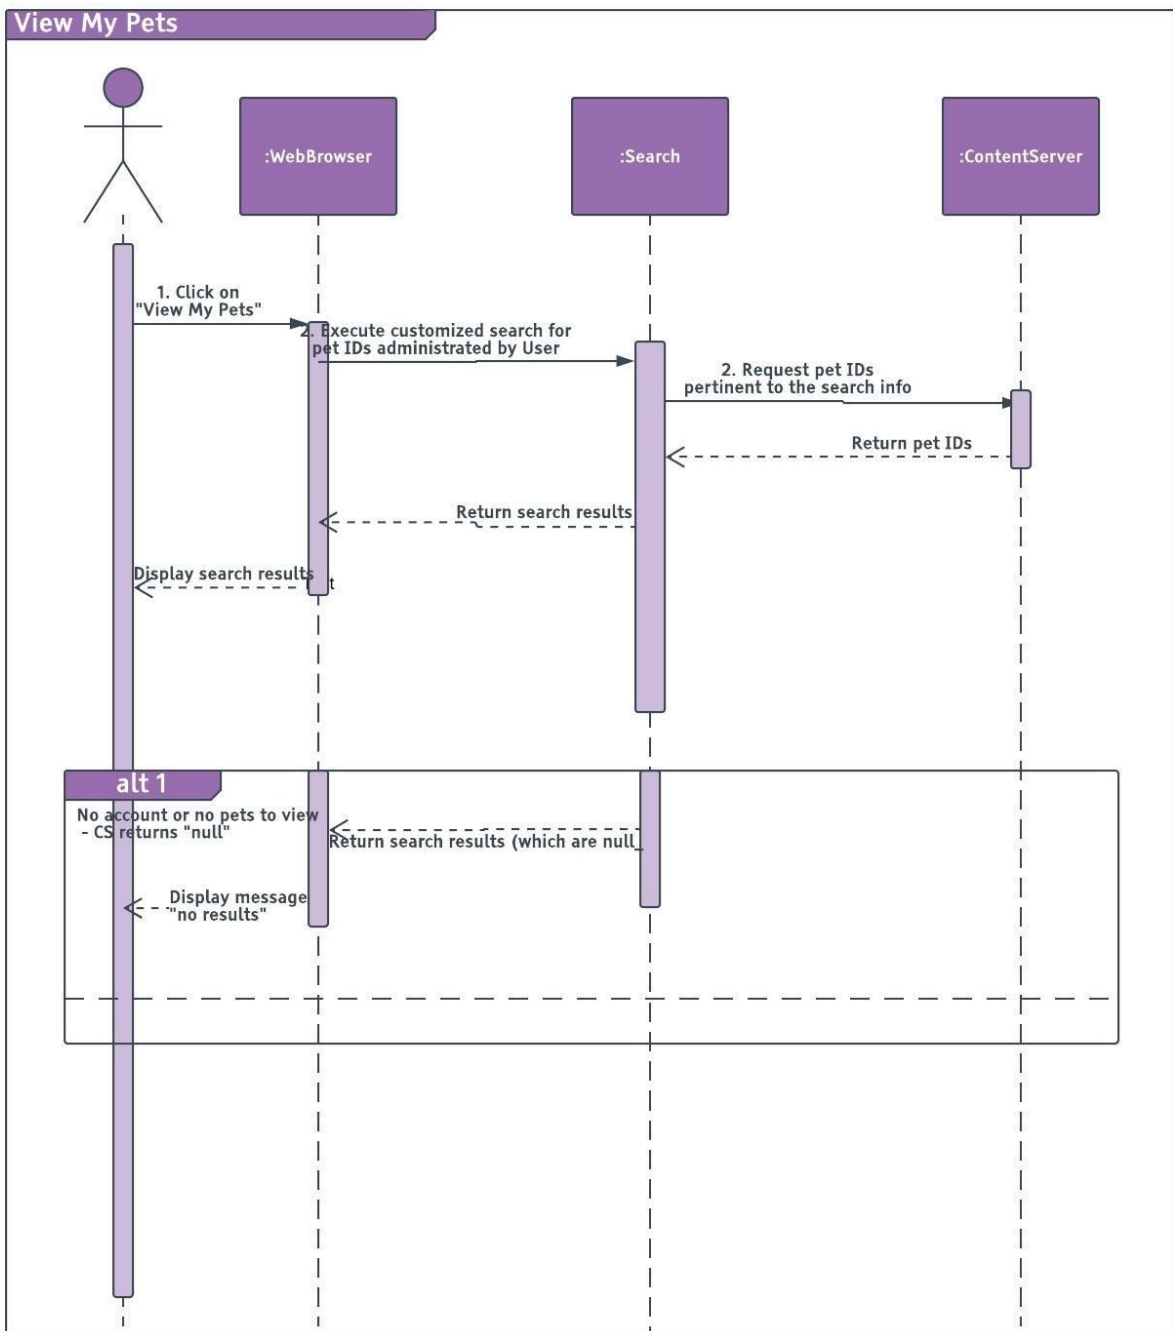 View My Pets
:WebBrowser
:Search
:ContentServer
1. Click on
"View My Pets"
2. Execute customized search for
pet IDs administrated by User
2. Request pet IDs
pertinent to the search info
Return pet IDs
Return search results
Display search results
t
alt 1
No account or no pets to view
- CS returns "null"
Return search results (which are null_
Display message
"no results"